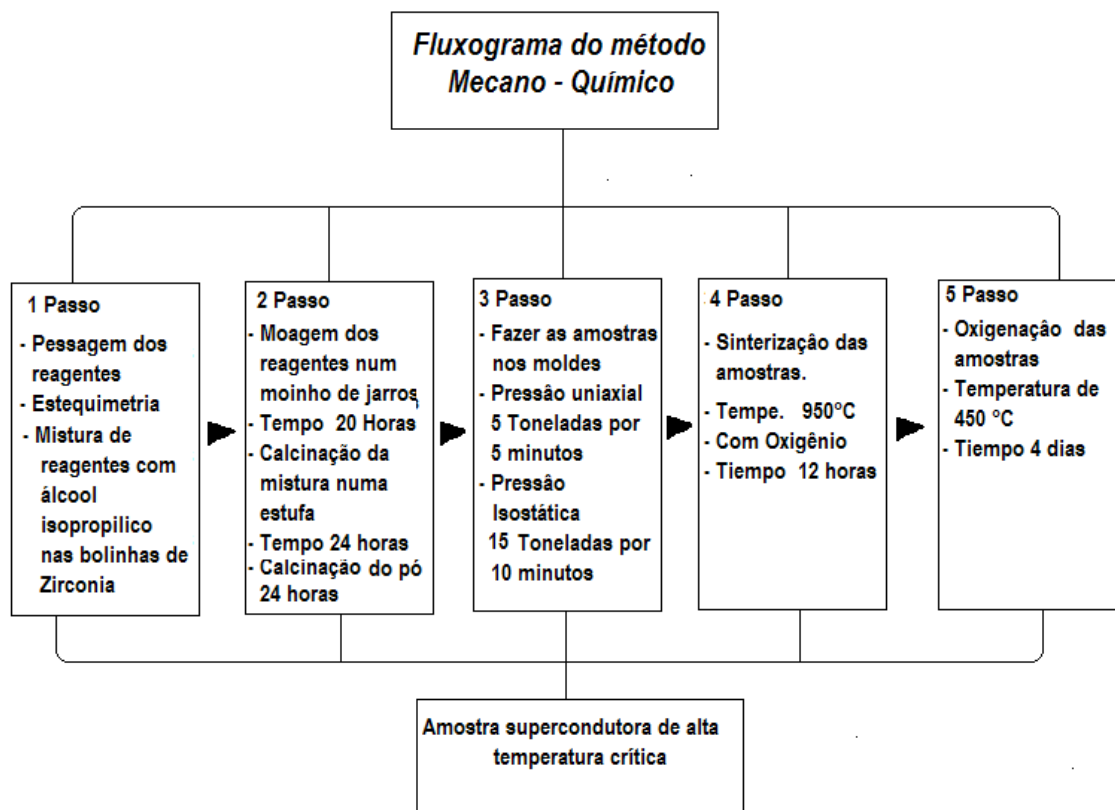 Fluxograma do método
Mecano - Químico
1 Passo
- Pessagem dos
reagentes
- Estequimetria
- Mistura de
reagentes com
álcool
isopropilico
nas bolinhas de
Zirconia
2 Passo
- Moagem dos
reagentes num
moinho de jarros
- Tempo 20 Horas
- Calcinação da
mistura numa
estufa
- Tempo 24 horas
- Calcinação do pó
24 horas
3 Passo
- Fazer as amostras
nos moldes
- Pressâo uniaxial
5 Toneladas por
5 minutos
- Pressâo
Isostática
15 Toneladas por
10 minutos
4 Passo
- Sinterizaçâo das
amostras.
- Tempe. 950°C
- Com Oxigênio
- Tiempo 12 horas
5 Passo
- Oxigenaçâo das
amostras
- Temperatura de
450 °C
- Tiempo 4 dias
Amostra supercondutora de alta
temperatura crítica